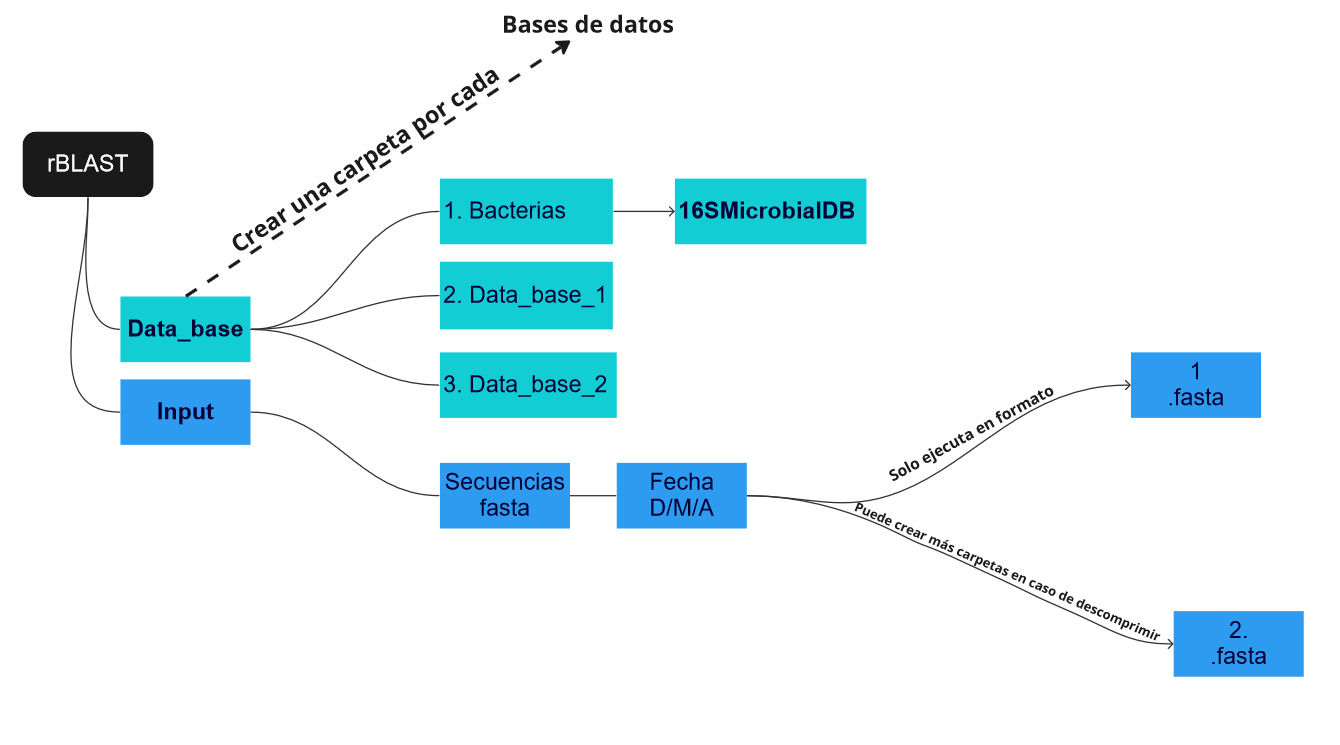 Bases de datos
Crear una carpeta por cada
rBLAST
1. Bacterias
16SMicrobialDB
2. Data_base_1
Data_base
3. Data_base_2
Input
1
.fasta
Solo ejecuta en formato
Secuencias
fasta
Fecha
D/M/A
Puede crear más carpetas en caso de descomprimir
2.
.fasta